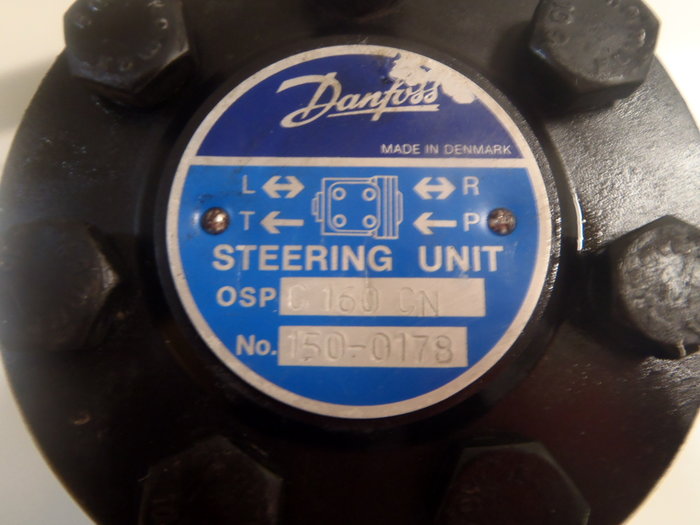 Danfoss
MADE IN DENMARK
L R
T P
STEERING UNIT
OSP C 160 CN
No. 150-0178